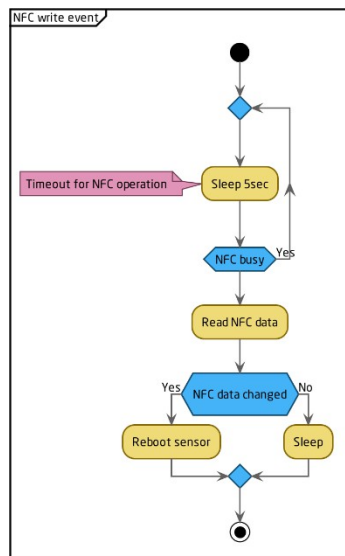 NFC write event
Timeout for NFC operation
Sleep 5sec
Yes
NFC busy
Read NFC data
Yes
NFC data changed
No
Reboot sensor
Sleep